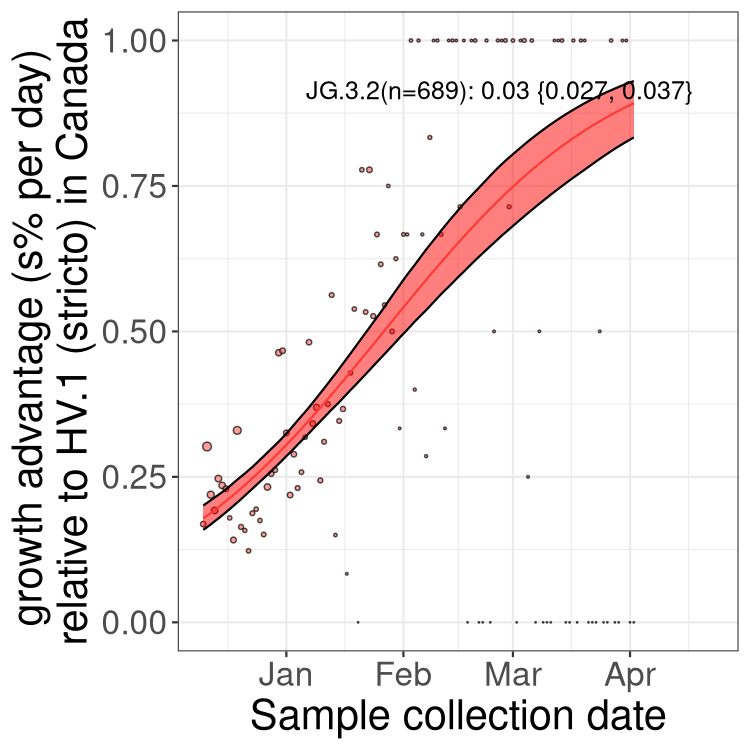 growth advantage (s% per day)
relative to HV.1 (stricto) in Canada
1.00
0.75
0.50
0.25
0.00
JG.3.2(n=689): 0.03 {0.027, 0.037}
Jan Feb Mar Apr
Sample collection date